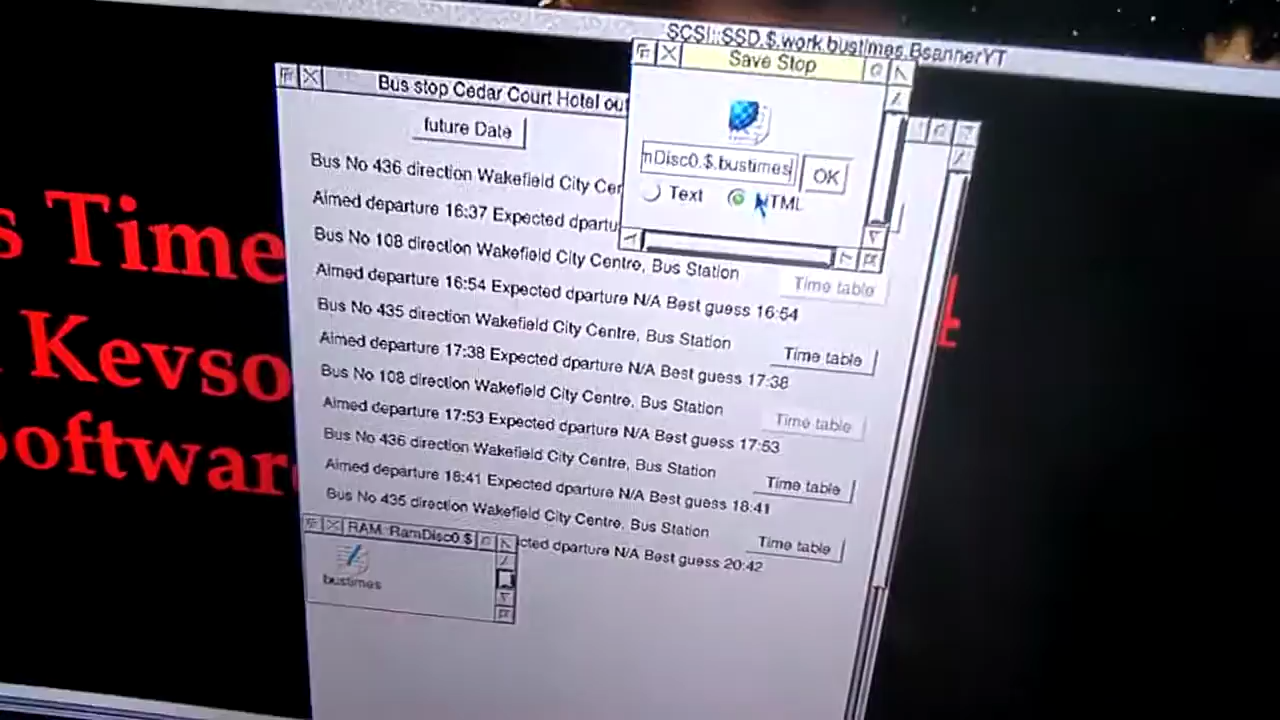 SCSI::SSD.$.work.bustimes.BsannerYT
Save Stop
Bus stop Cedar Court Hotel ou
future Date
nDisc0.$.bustimes
OK
Text
HTML
Bus No 436 direction Wakefield City Cen
Aimed departure 16:37 Expected dpartu
Bus No 108 direction Wakefield City Centre, Bus Station
Time table
Aimed departure 16:54 Expected dparture N/A Best guess 16:54
Bus No 435 direction Wakefield City Centre, Bus Station
Time table
Aimed departure 17:38 Expected dparture N/A Best guess 17:38
Bus No 108 direction Wakefield City Centre, Bus Station
Time table
Aimed departure 17:53 Expected dparture N/A Best guess 17:53
Bus No 436 direction Wakefield City Centre, Bus Station
Time table
Aimed departure 18:41 Expected dparture N/A Best guess 18:41
Bus No 435 direction Wakefield City Centre, Bus Station
Time table
cted dparture N/A Best guess 20:42
RAM::RamDisc0.$
bustimes
s Time
Kevso
Softwar